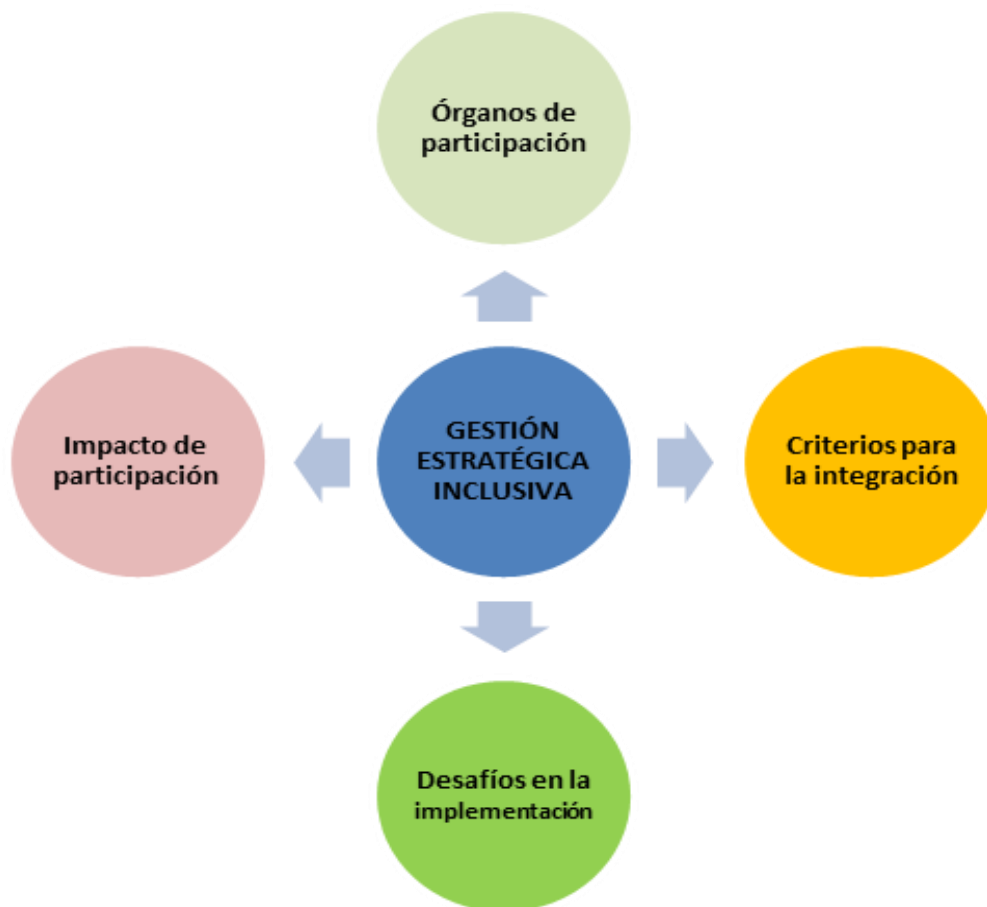 Órganos de
participación
Impacto de
participación
GESTIÓN
ESTRATÉGICA
INCLUSIVA
Criterios para
la integración
Desafíos en la
implementación